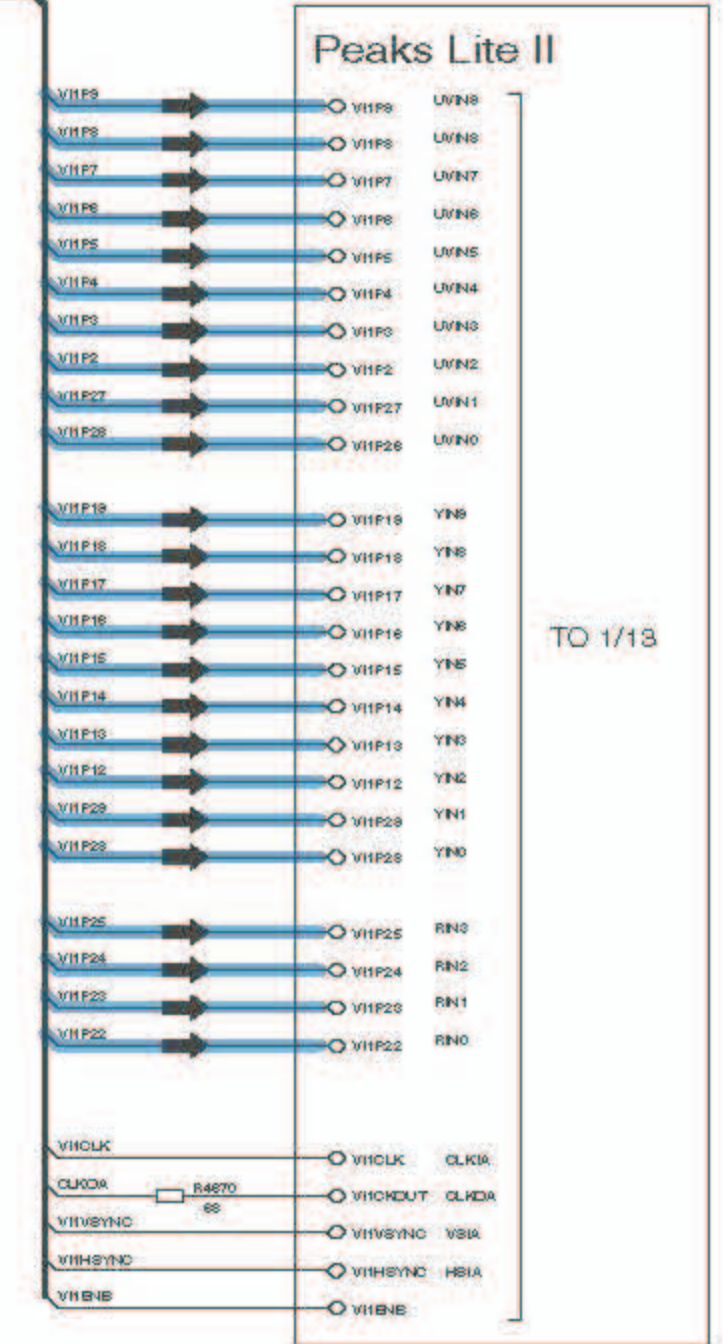 Peaks Lite II
VI1P9 VI1P9 UVIN9
VI1P8 VI1P8 UVIN8
VI1P7 VI1P7 UVIN7
VI1P6 VI1P6 UVIN6
VI1P5 VI1P5 UVIN5
VI1P4 VI1P4 UVIN4
VI1P3 VI1P3 UVIN3
VI1P2 VI1P2 UVIN2
VI1P27 VI1P27 UVIN1
VI1P26 VI1P26 UVIN0
VI1P19 VI1P19 YIN9
VI1P18 VI1P18 YIN8
VI1P17 VI1P17 YIN7
VI1P16 VI1P16 YIN6
TO 1/13
VI1P15 VI1P15 YIN5
VI1P14 VI1P14 YIN4
VI1P13 VI1P13 YIN3
VI1P12 VI1P12 YIN2
VI1P29 VI1P29 YIN1
VI1P28 VI1P28 YIN0
VI1P25 VI1P25 RIN3
VI1P24 VI1P24 RIN2
VI1P23 VI1P23 RIN1
VI1P22 VI1P22 RIN0
VI1CLK VI1CLK CLKIA
CLKOA R4670 VI1CKOUT CLKOA
68
VI1VSYNC VI1VSYNC VSIA
VI1HSYNC VI1HSYNC HSIA
VI1ENB VI1ENB